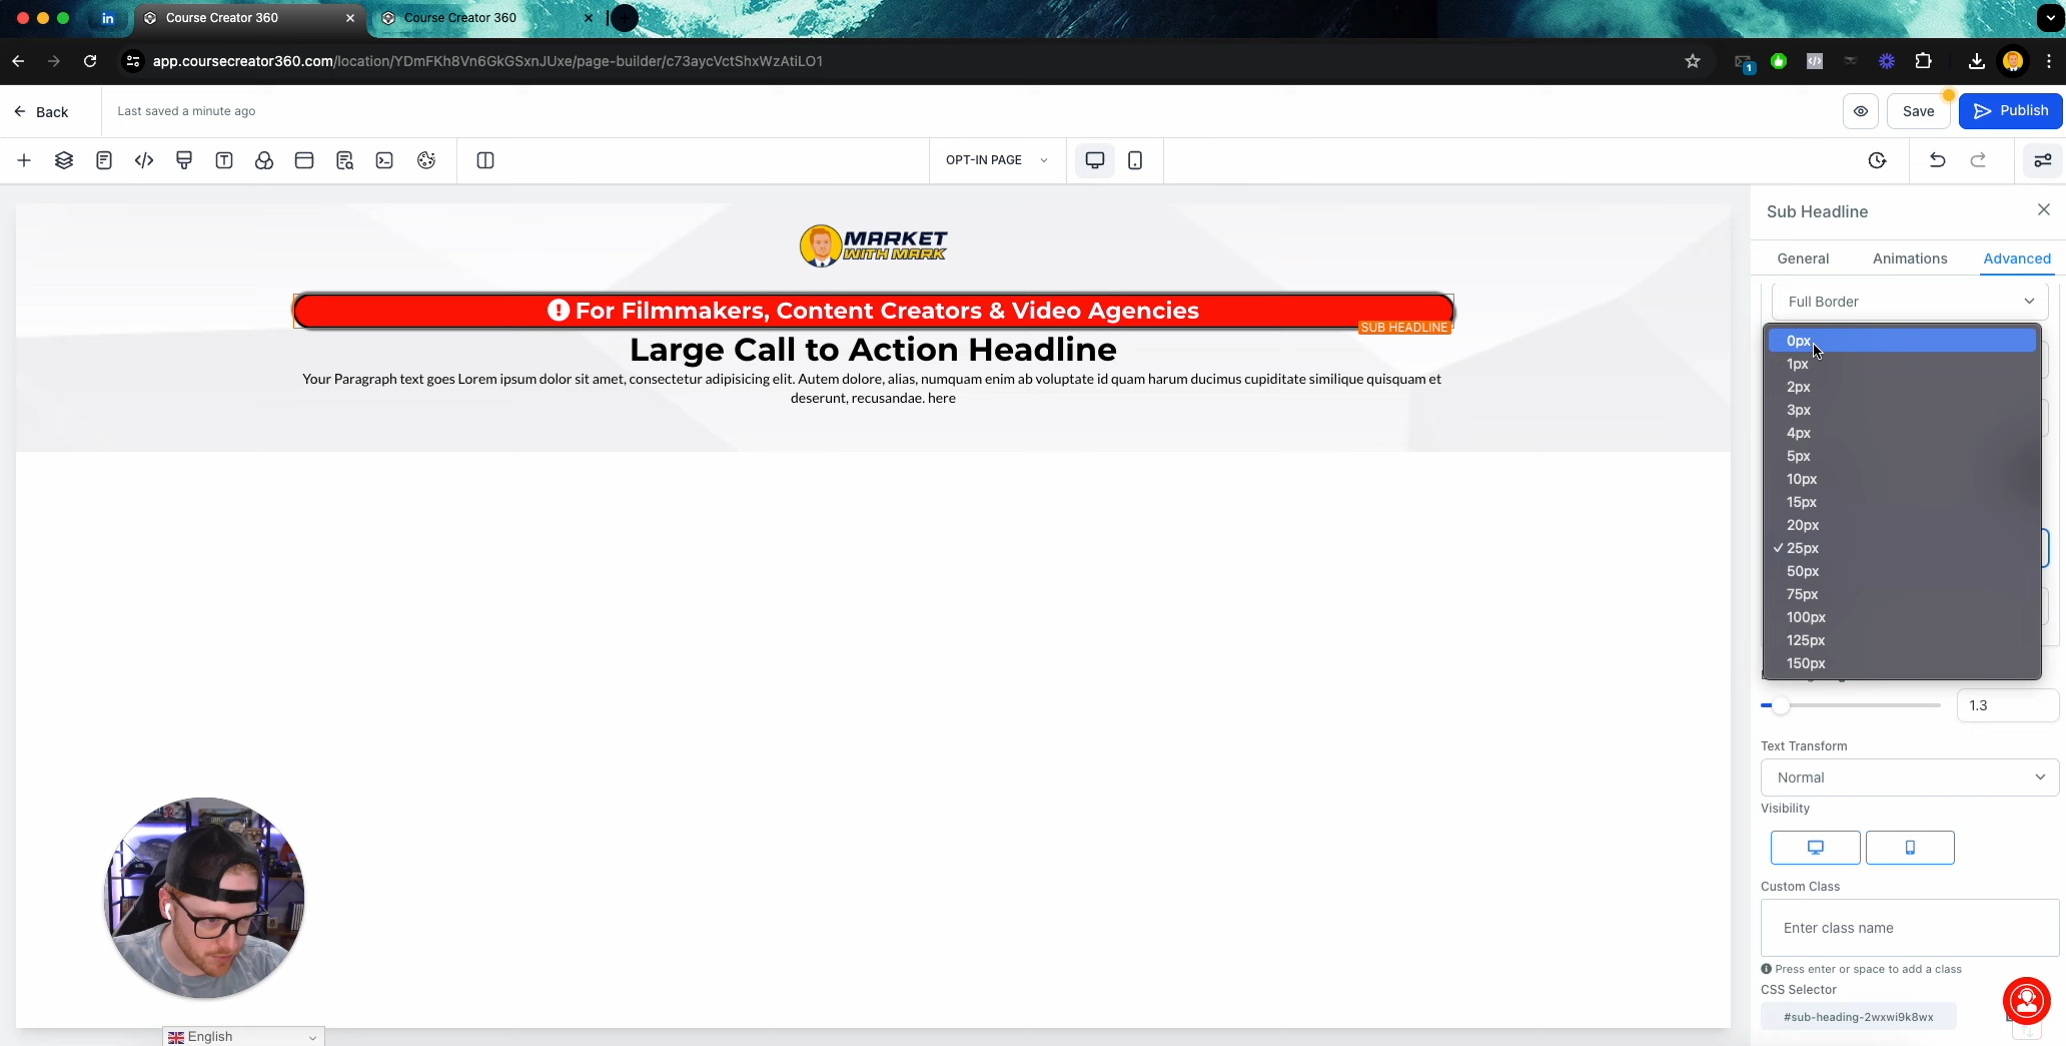 in
Course Creator 360
Course Creator 360
app.coursecreator360.com/location/YDmFKh8Vn6GkGSxnJUxe/page-builder/c73aycVctShxWzAtiLO1
1
Back
Last saved a minute ago
Save
Publish
OPT-IN PAGE
Sub Headline
General
Animations
Advanced
MARKET
WITH MARK
For Filmmakers, Content Creators & Video Agencies
SUB HEADLINE
Large Call to Action Headline
Your Paragraph text goes Lorem ipsum dolor sit amet, consectetur adipisicing elit. Autem dolore, alias, numquam enim ab voluptate id quam harum ducimus cupiditate similique quisquam et
deserunt, recusandae. here
Full Border
0px
1px
2px
3px
4px
5px
10px
15px
20px
✓ 25px
50px
75px
100px
125px
150px
1.3
Text Transform
Normal
Visibility
Custom Class
Enter class name
Press enter or space to add a class
CSS Selector
#sub-heading-2wxwi9k8wx
English